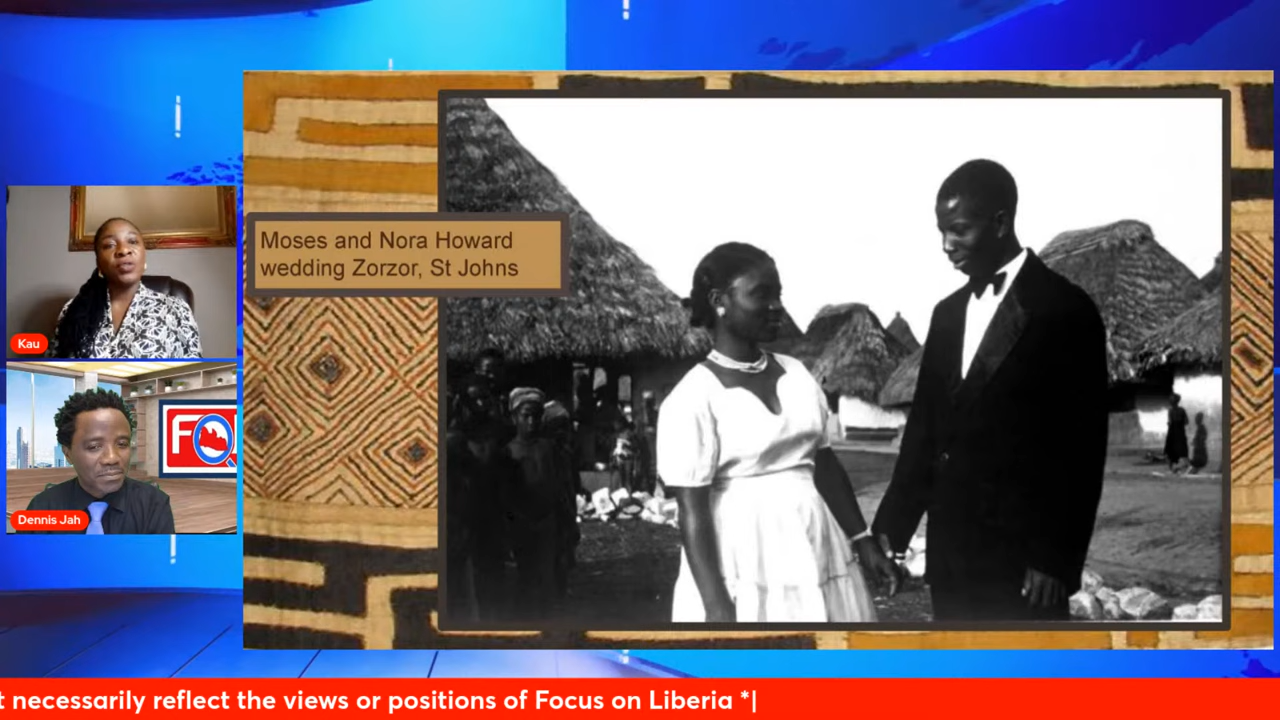 Moses and Nora Howard
wedding Zorzor, St Johns
Kau
FOL
Dennis Jah
t necessarily reflect the views or positions of Focus on Liberia *|